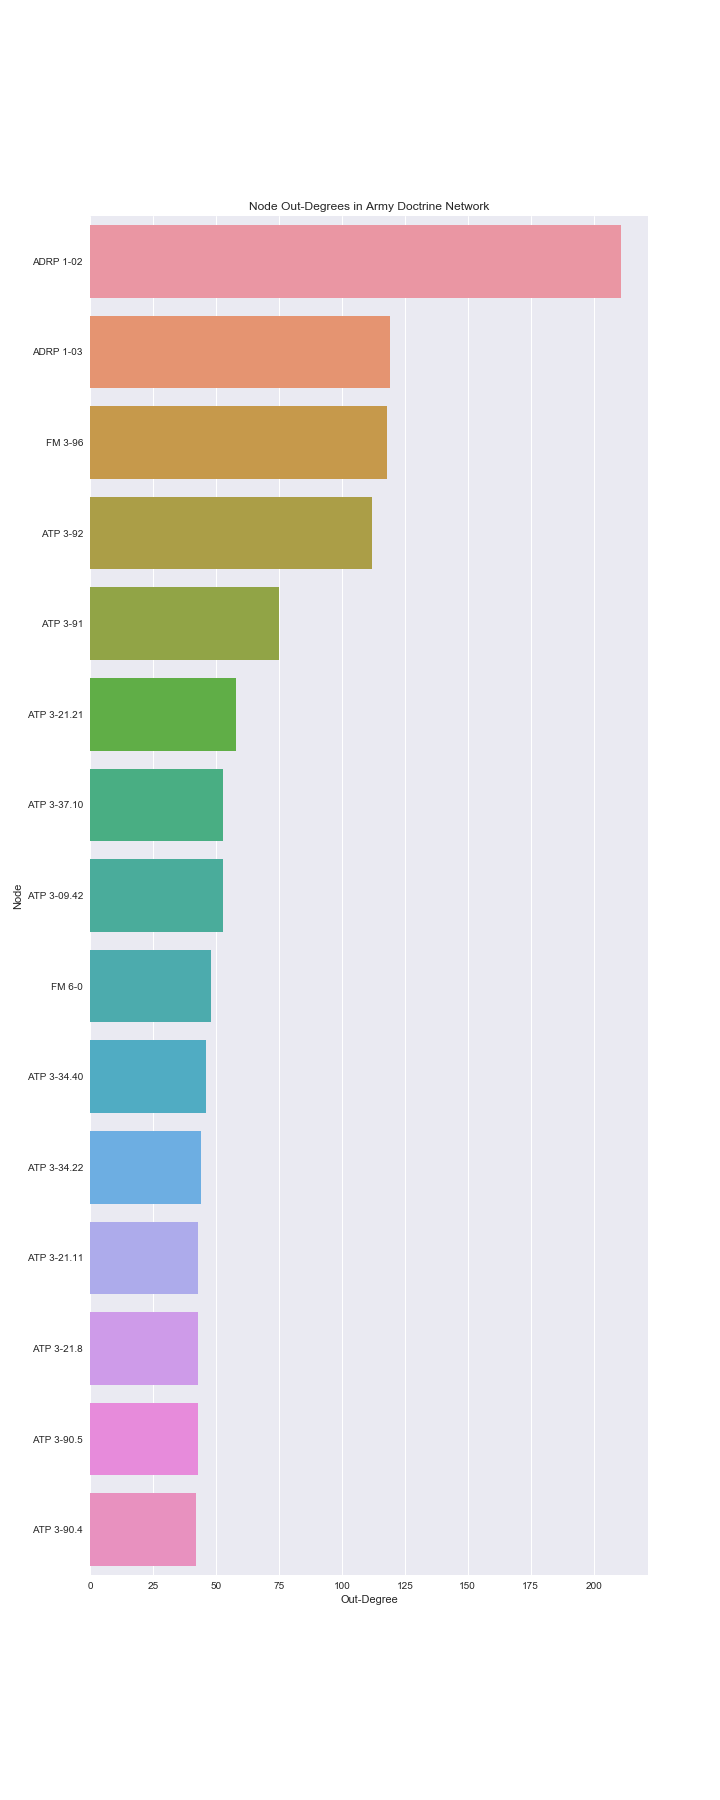 Node Out-Degrees in Army Doctrine Network
ADRP 1-02
ADRP 1-03
FM 3-96
ATP 3-92
ATP 3-91
ATP 3-21.21
ATP 3-37.10
ATP 3-09.42
FM 6-0
ATP 3-34.40
ATP 3-34.22
ATP 3-21.11
ATP 3-21.8
ATP 3-90.5
ATP 3-90.4
Node
0 25 50 75 100 125 150 175 200
Out-Degree